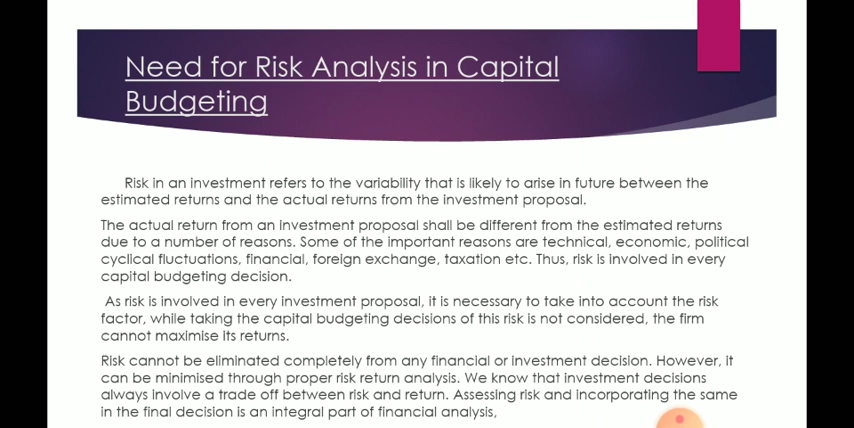 Need for Risk Analysis in Capital
Budgeting
Risk in an investment refers to the variability that is likely to arise in future between the
estimated returns and the actual returns from the investment proposal.
The actual return from an investment proposal shall be different from the estimated returns
due to a number of reasons. Some of the important reasons are technical, economic, political
cyclical fluctuations, financial, foreign exchange, taxation etc. Thus, risk is involved in every
capital budgeting decision.
As risk is involved in every investment proposal, it is necessary to take into account the risk
factor, while taking the capital budgeting decisions of this risk is not considered, the firm
cannot maximise its returns.
Risk cannot be eliminated completely from any financial or investment decision. However, it
can be minimised through proper risk return analysis. We know that investment decisions
always involve a trade off between risk and return. Assessing risk and incorporating the same
in the final decision is an integral part of financial analysis,